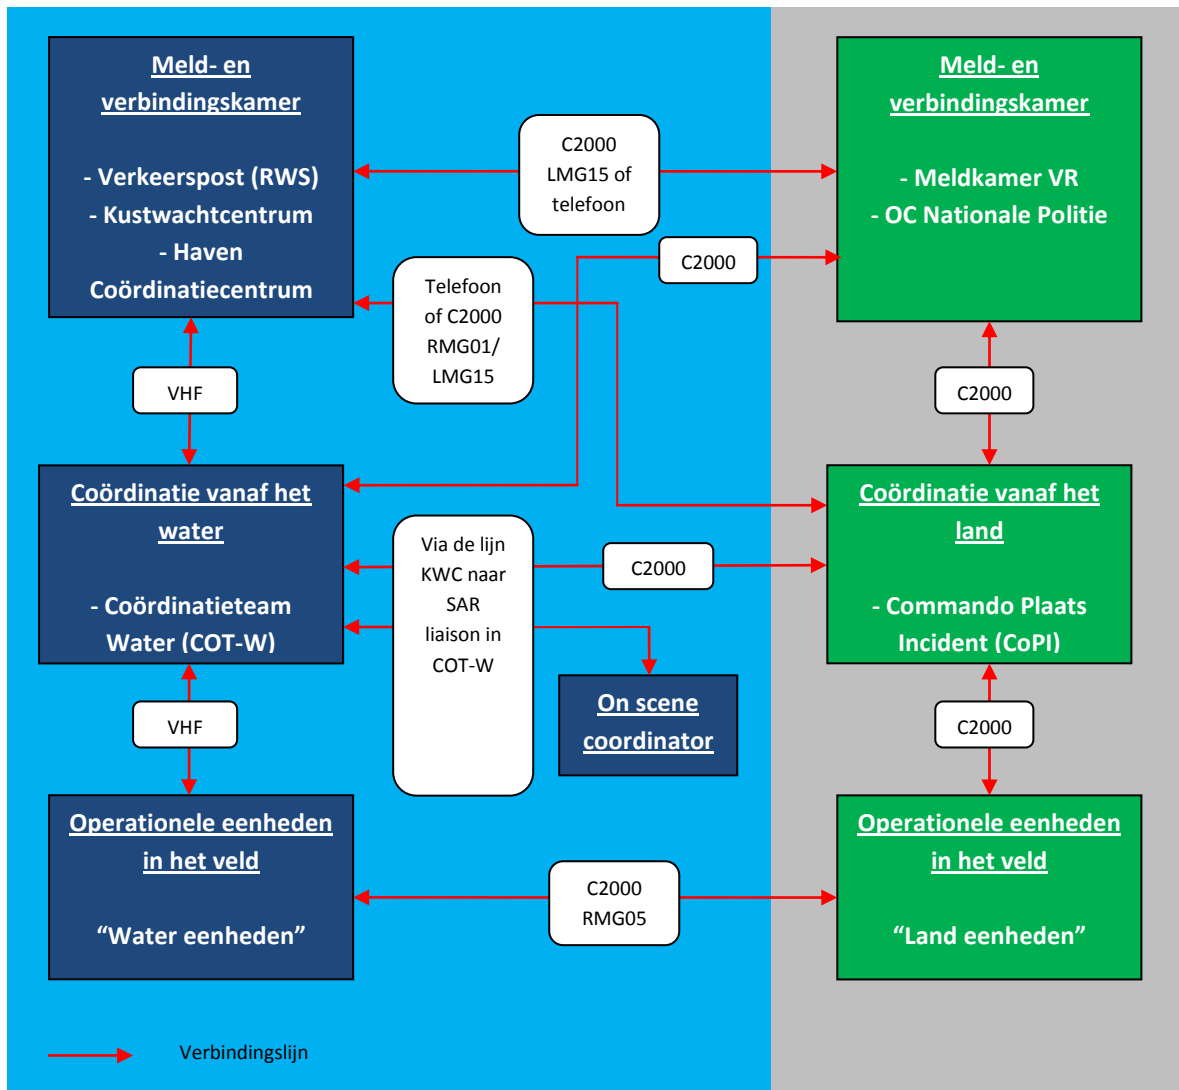 Meld- en
verbindingskamer
- Verkeerspost (RWS)
- Kustwachtcentrum
- Haven
Coördinatiecentrum
C2000
LMG15 of
telefoon
Meld- en
verbindingskamer
- Meldkamer VR
- OC Nationale Politie
C2000
Telefoon
of C2000
RMG01/
LMG15
VHF
C2000
Coördinatie vanaf het
water
- Coördinatieteam
Water (COT-W)
Via de lijn
KWC naar
SAR
liaison in
COT-W
C2000
Coördinatie vanaf het
land
- Commando Plaats
Incident (CoPI)
On scene
coordinator
VHF
C2000
Operationele eenheden
in het veld
“Water eenheden”
C2000
RMG05
Operationele eenheden
in het veld
“Land eenheden”
Verbindingslijn